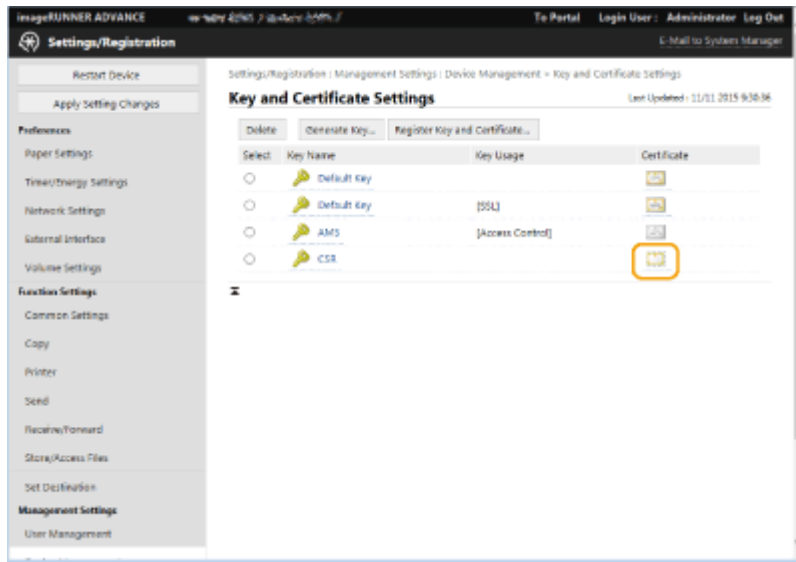 imageRUNNER ADVANCE
To Portal Login User : Administrator Log Out
Settings/Registration
E-Mail to System Manager
Restart Device
Apply Setting Changes
Preferences
Paper Settings
Timer/Energy Settings
Network Settings
External Interface
Volume Settings
Function Settings
Common Settings
Copy
Printer
Send
Receive/Forward
Store/Access Files
Set Destination
Management Settings
User Management
Settings/Registration : Management Settings : Device Management > Key and Certificate Settings
Key and Certificate Settings
Last Updated : 11/11 2015 9:30:36
Delete Generate Key... Register Key and Certificate...
Select Key Name Key Usage Certificate
Default Key
Default Key [SSL]
AMS [Access Control]
CSR